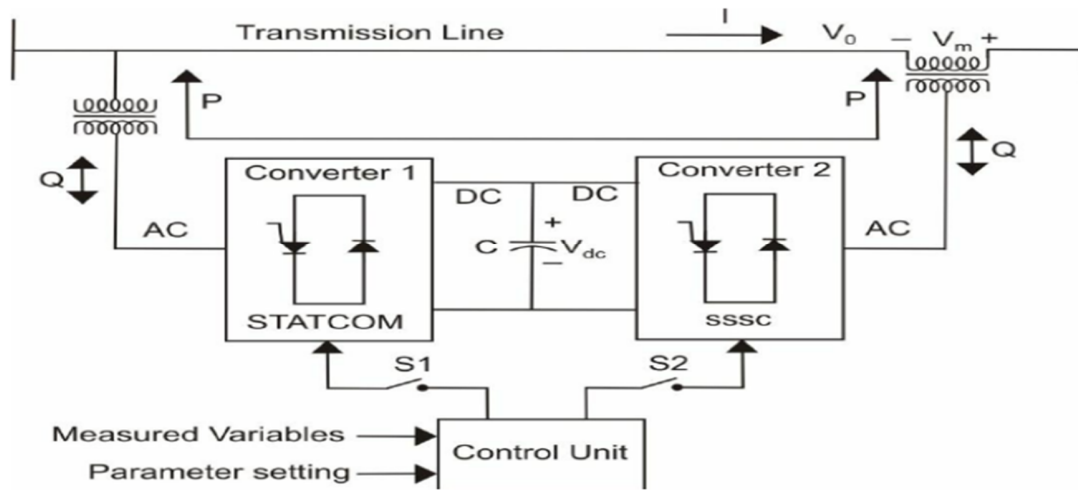 I
Transmission Line
V0
− Vm +
P
P
Q
Q
Converter 1
Converter 2
DC
DC
AC
AC
+
C
Vdc
−
STATCOM
sssc
S1
S2
Measured Variables
Control Unit
Parameter setting